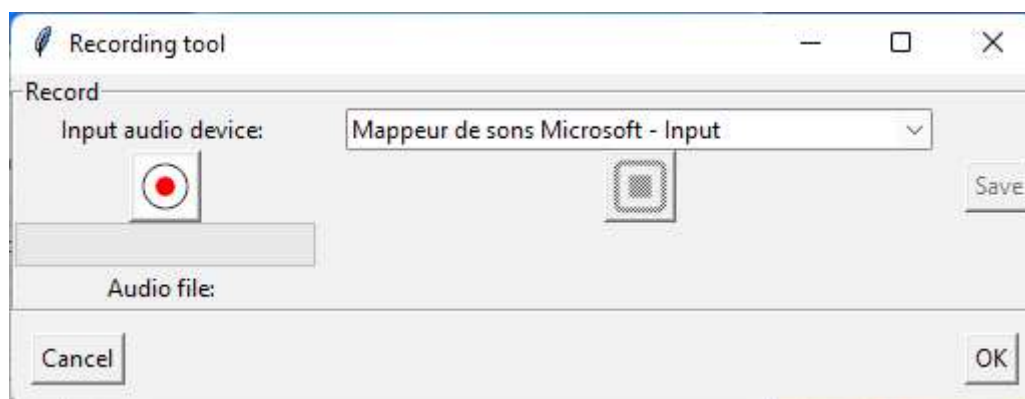 Recording tool
Record
Input audio device: Mappeur de sons Microsoft - Input
Save
Audio file:
Cancel OK